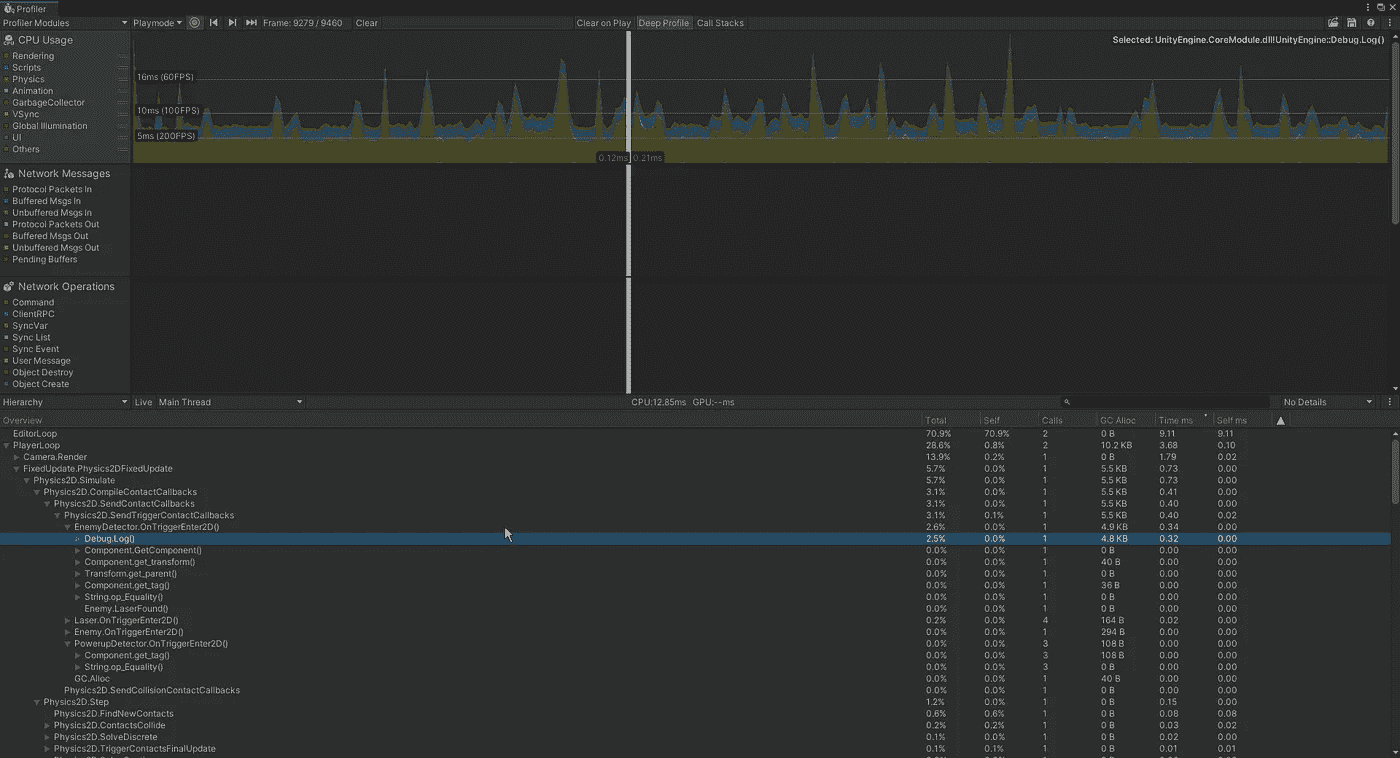 Profiler
Profiler Modules Playmode Frame: 9279 / 9460 Clear Clear on Play Deep Profile Call Stacks
CPU Usage
Selected: UnityEngine.CoreModule.dll!UnityEngine::Debug.Log()
Rendering
Scripts
Physics
Animation
GarbageCollector
VSync
Global Illumination
UI
Others
16ms (60FPS)
10ms (100FPS)
5ms (200FPS)
0.12ms 0.21ms
Network Messages
Protocol Packets In
Buffered Msgs In
Unbuffered Msgs In
Protocol Packets Out
Buffered Msgs Out
Unbuffered Msgs Out
Pending Buffers
Network Operations
Command
ClientRPC
SyncVar
Sync List
Sync Event
User Message
Object Destroy
Object Create
Hierarchy Live Main Thread CPU:12.85ms GPU:--ms No Details
Overview Total Self Calls GC Alloc Time ms Self ms
EditorLoop 70.9% 70.9% 2 0 B 9.11 9.11
PlayerLoop 28.6% 0.8% 2 10.2 KB 3.68 0.10
Camera.Render 13.9% 0.2% 1 0 B 1.79 0.02
FixedUpdate.Physics2DFixedUpdate 5.7% 0.0% 1 5.5 KB 0.73 0.00
Physics2D.Simulate 5.7% 0.0% 1 5.5 KB 0.73 0.00
Physics2D.CompileContactCallbacks 3.1% 0.0% 1 5.5 KB 0.41 0.00
Physics2D.SendContactCallbacks 3.1% 0.0% 1 5.5 KB 0.40 0.00
Physics2D.SendTriggerContactCallbacks 3.1% 0.1% 1 5.5 KB 0.40 0.02
EnemyDetector.OnTriggerEnter2D() 2.6% 0.0% 1 4.9 KB 0.34 0.00
Debug.Log() 2.5% 0.0% 1 4.8 KB 0.32 0.00
Component.GetComponent() 0.0% 0.0% 1 0 B 0.00 0.00
Component.get_transform() 0.0% 0.0% 1 40 B 0.00 0.00
Transform.get_parent() 0.0% 0.0% 1 0 B 0.00 0.00
Component.get_tag() 0.0% 0.0% 1 36 B 0.00 0.00
String.op_Equality() 0.0% 0.0% 1 0 B 0.00 0.00
Enemy.LaserFound() 0.0% 0.0% 1 0 B 0.00 0.00
Laser.OnTriggerEnter2D() 0.2% 0.0% 4 164 B 0.02 0.00
Enemy.OnTriggerEnter2D() 0.0% 0.0% 1 294 B 0.00 0.00
PowerupDetector.OnTriggerEnter2D() 0.0% 0.0% 3 108 B 0.00 0.00
Component.get_tag() 0.0% 0.0% 3 108 B 0.00 0.00
String.op_Equality() 0.0% 0.0% 3 0 B 0.00 0.00
GC.Alloc 0.0% 0.0% 1 40 B 0.00 0.00
Physics2D.SendCollisionContactCallbacks 0.0% 0.0% 1 0 B 0.00 0.00
Physics2D.Step 1.2% 0.0% 1 0 B 0.15 0.00
Physics2D.FindNewContacts 0.6% 0.6% 1 0 B 0.08 0.08
Physics2D.ContactsCollide 0.2% 0.2% 1 0 B 0.03 0.02
Physics2D.SolveDiscrete 0.1% 0.0% 1 0 B 0.02 0.00
Physics2D.TriggerContactsFinalUpdate 0.1% 0.1% 1 0 B 0.01 0.01